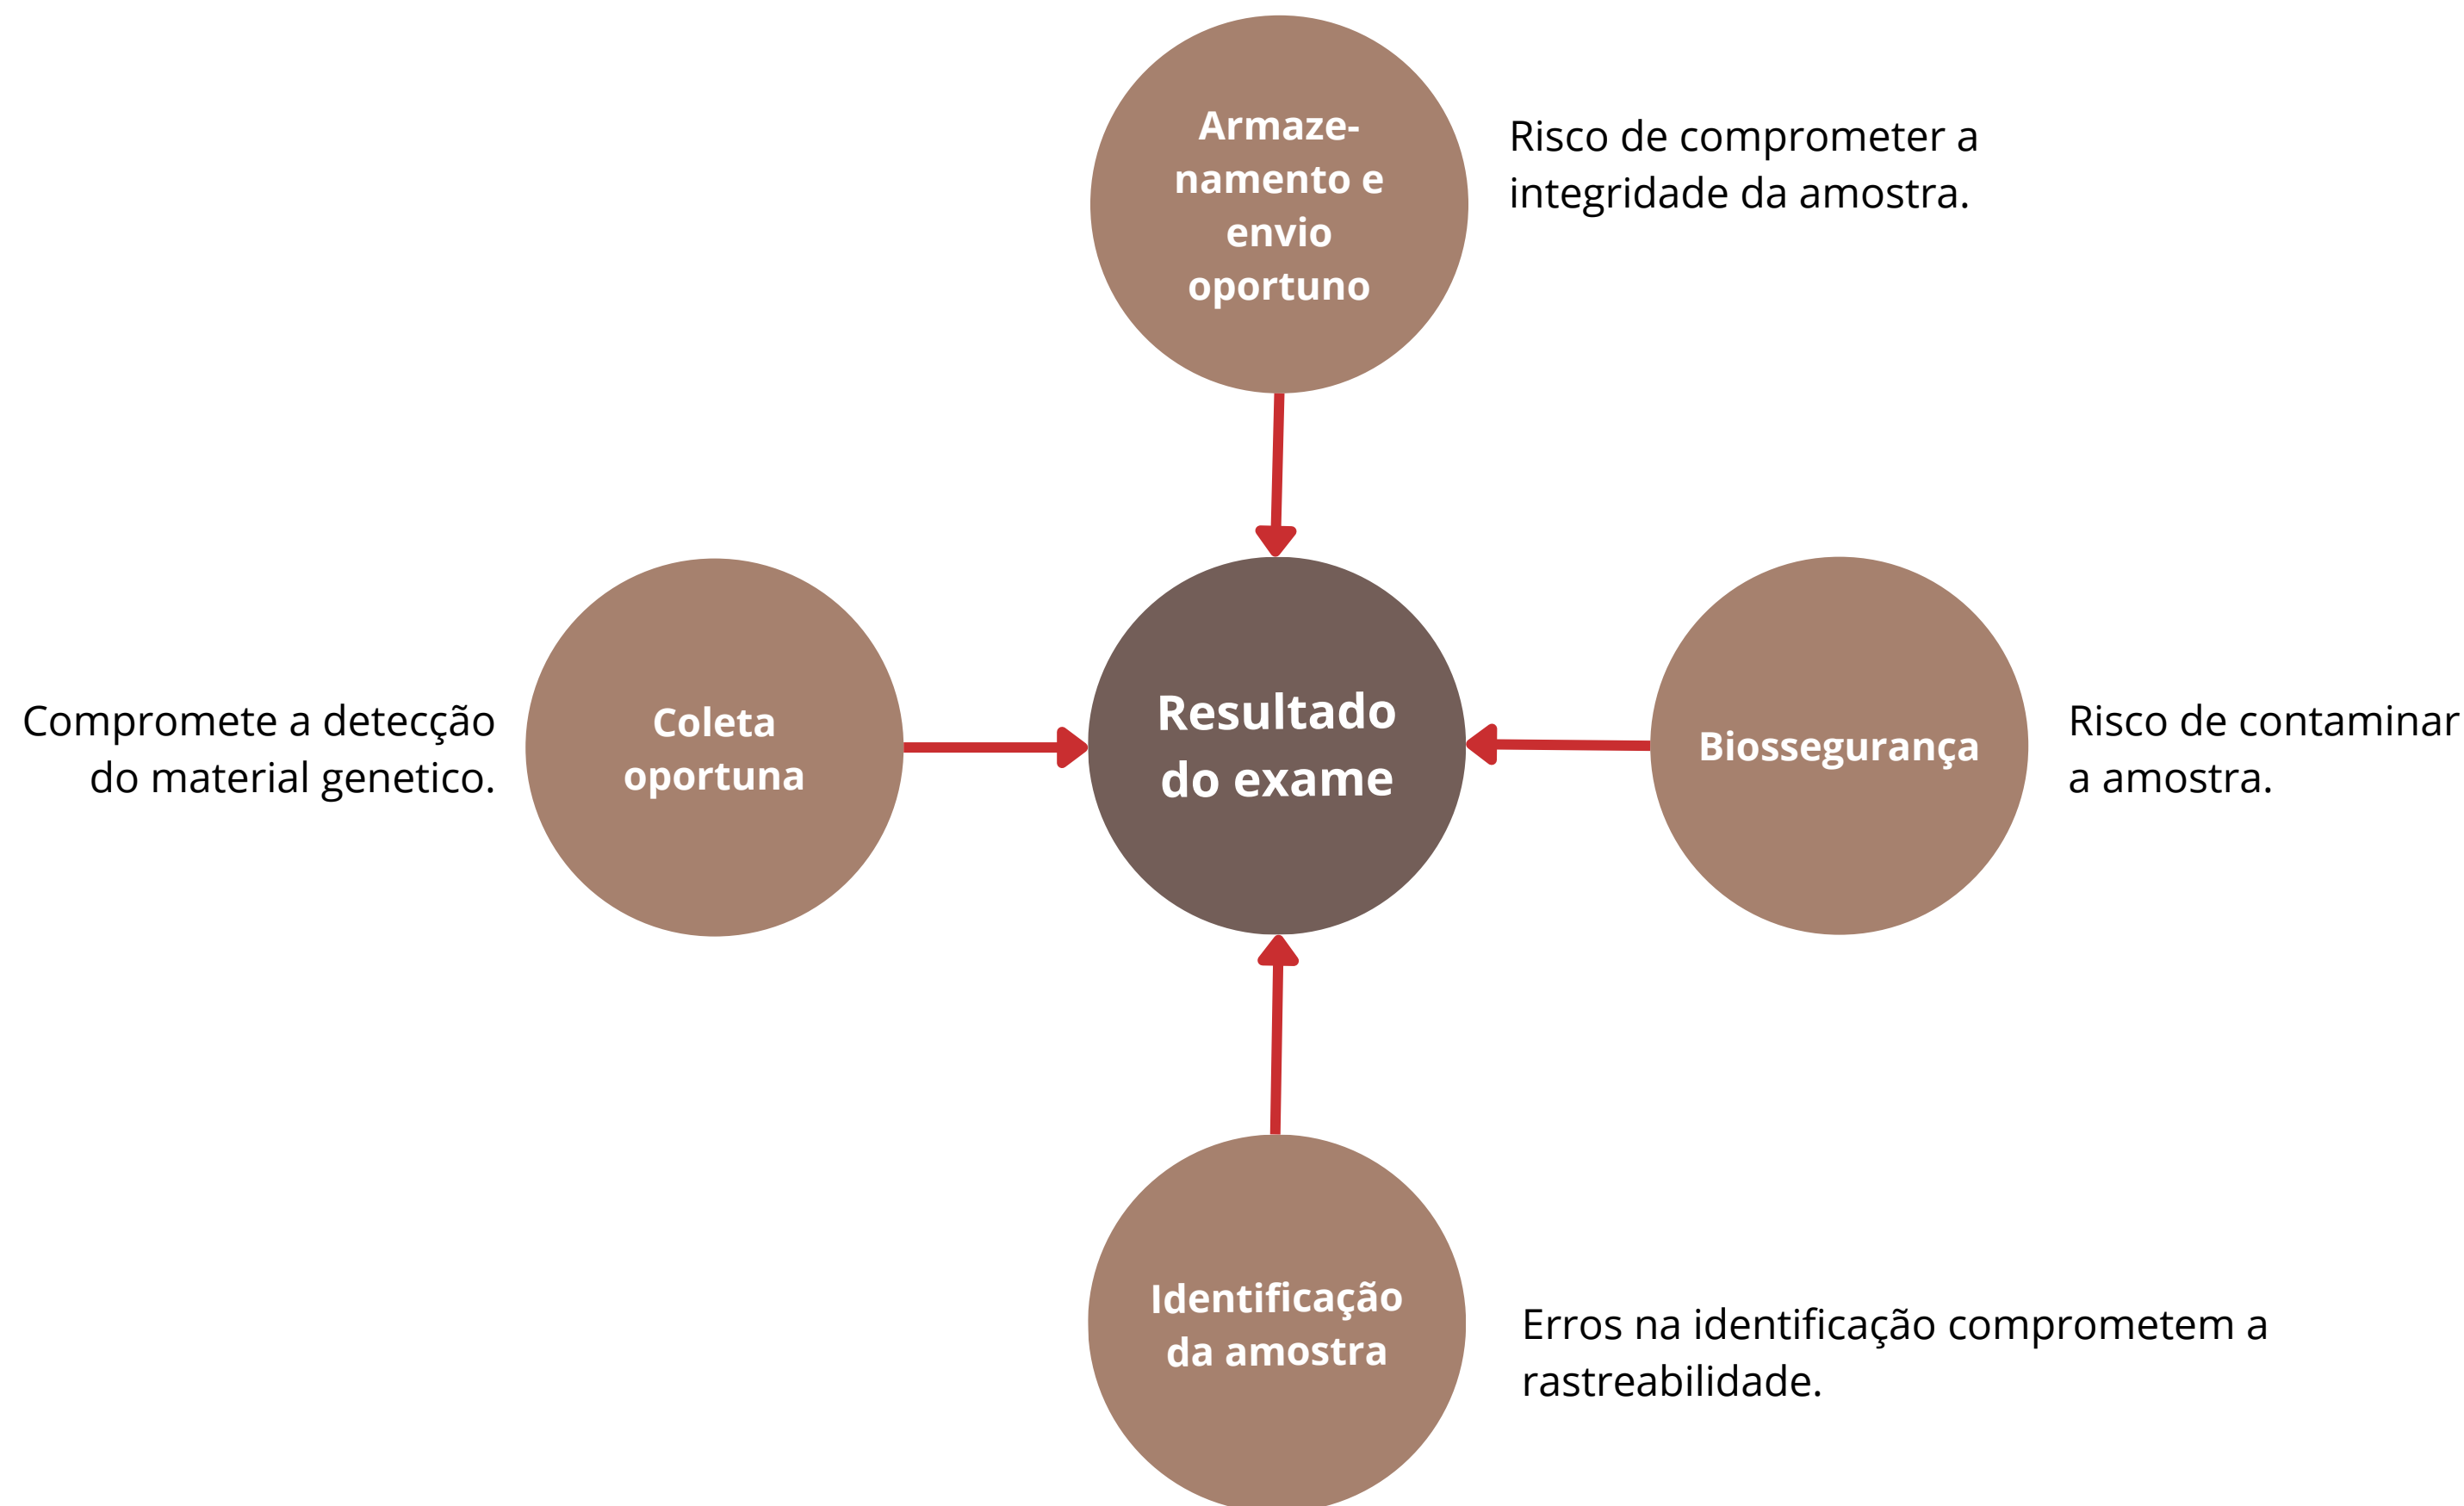 Armaze-
namento e
envio
oportuno
Risco de comprometer a
integridade da amostra.
Compromete a detecção
do material genetico.
Coleta
oportuna
Resultado
do exame
Biossegurança
Risco de contaminar
a amostra.
Identificação
da amostra
Erros na identificação comprometem a
rastreabilidade.